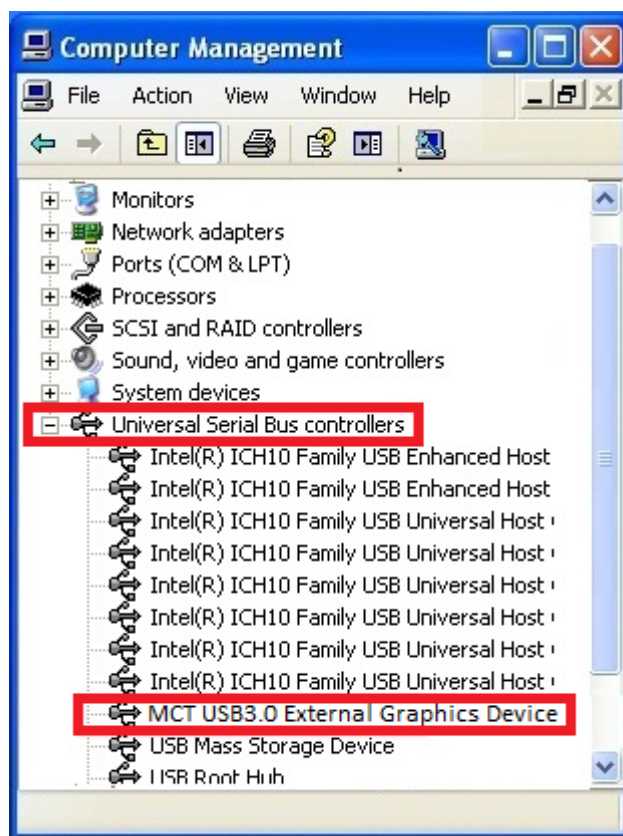 Computer Management
File Action View Window Help
Monitors
Network adapters
Ports (COM & LPT)
Processors
SCSI and RAID controllers
Sound, video and game controllers
System devices
Universal Serial Bus controllers
Intel(R) ICH10 Family USB Enhanced Host
Intel(R) ICH10 Family USB Enhanced Host
Intel(R) ICH10 Family USB Universal Host
Intel(R) ICH10 Family USB Universal Host
Intel(R) ICH10 Family USB Universal Host
Intel(R) ICH10 Family USB Universal Host
Intel(R) ICH10 Family USB Universal Host
Intel(R) ICH10 Family USB Universal Host
MCT USB3.0 External Graphics Device
USB Mass Storage Device
USB Root Hub